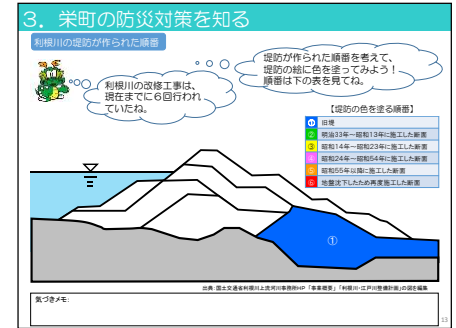 3．栄町の防災対策を知る
利根川の堤防が作られた順番
利根川の改修工事は、
現在までに６回行われ
ていたね。
堤防が作られた順番を考えて、
堤防の絵に色を塗ってみよう！
順番は下の表を見てね。
【堤防の色を塗る順番】
① 旧堤
② 明治33年～昭和13年に施工した断面
③ 昭和14年～昭和23年に施工した断面
④ 昭和24年～昭和54年に施工した断面
⑤ 昭和55年以降に施工した断面
⑥ 地盤沈下したため再度施工した断面
①
出典：国土交通省利根川上流河川事務所HP「事業概要」「利根川・江戸川整備計画」の図を編集
気づきメモ：
13